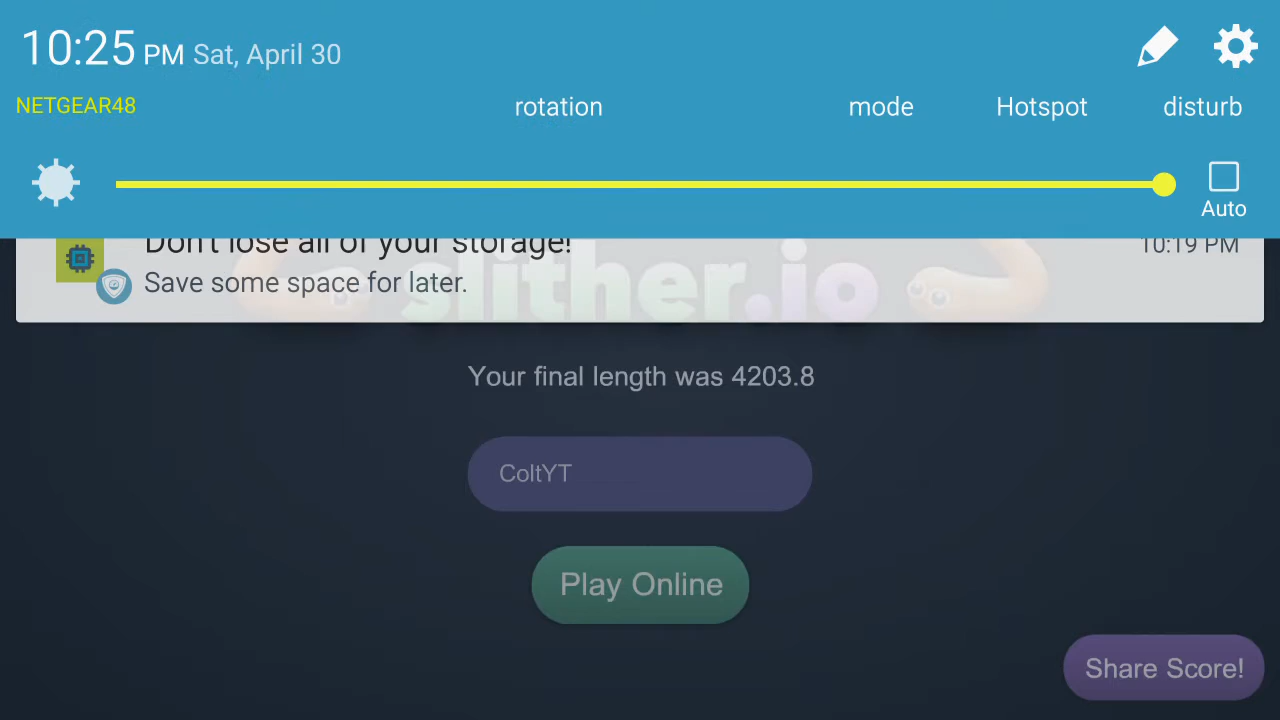 10:25 PM Sat, April 30
NETGEAR48 rotation mode Hotspot disturb
Auto
Don't lose all of your storage! 10:19 PM
Save some space for later.
slither.io
Your final length was 4203.8
ColtYT
Play Online
Share Score!